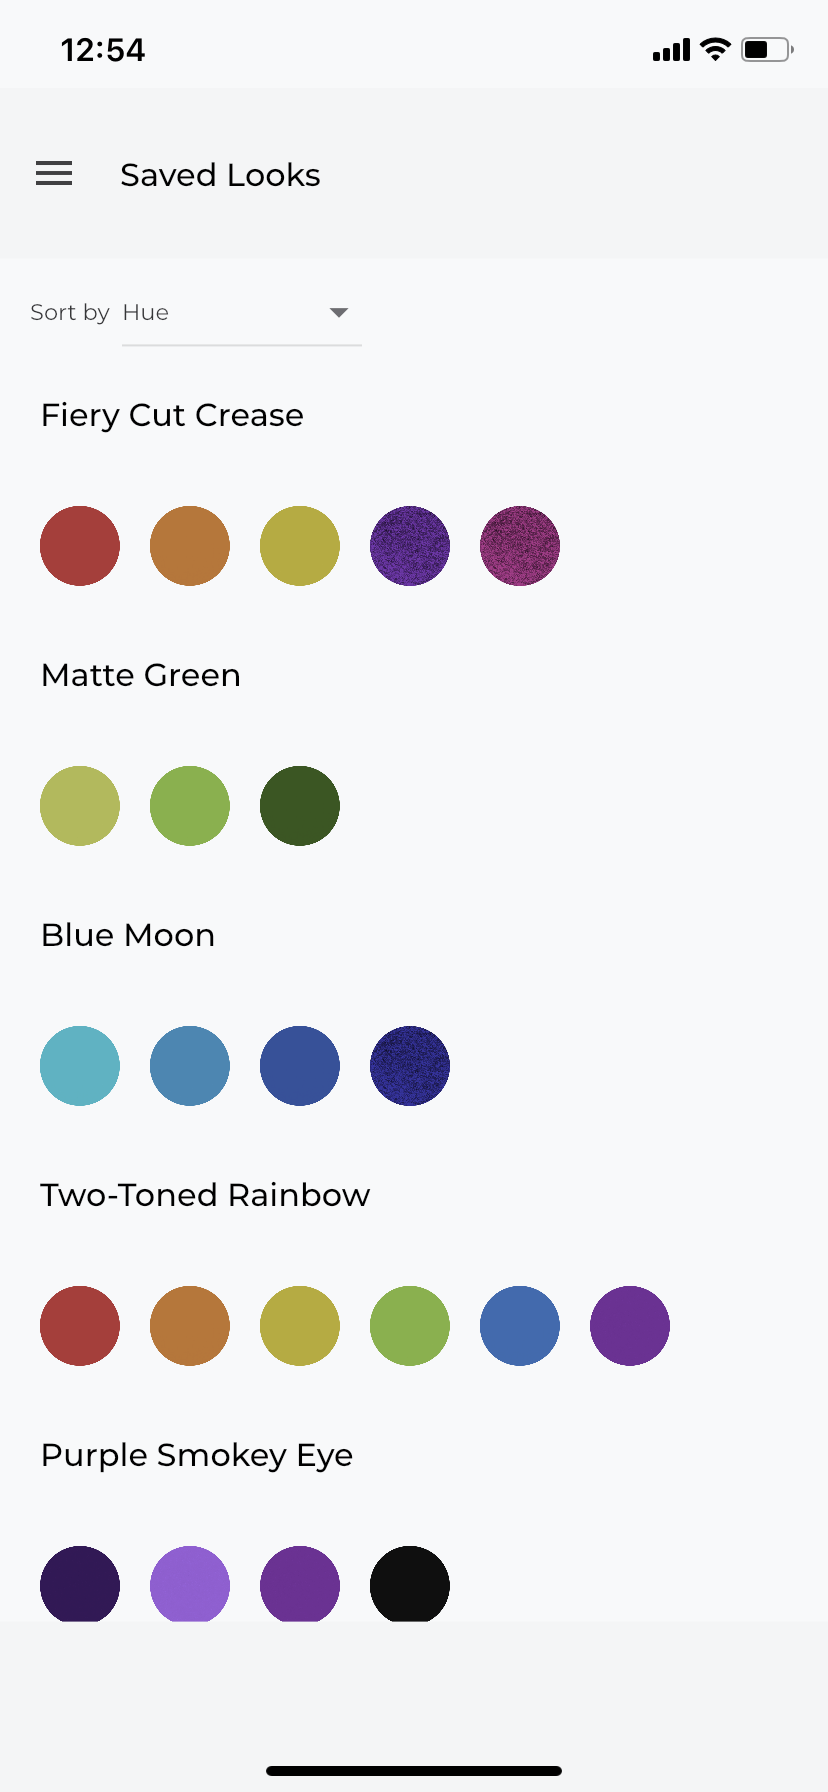 12:54
Saved Looks
Sort by Hue
Fiery Cut Crease
Matte Green
Blue Moon
Two-Toned Rainbow
Purple Smokey Eye